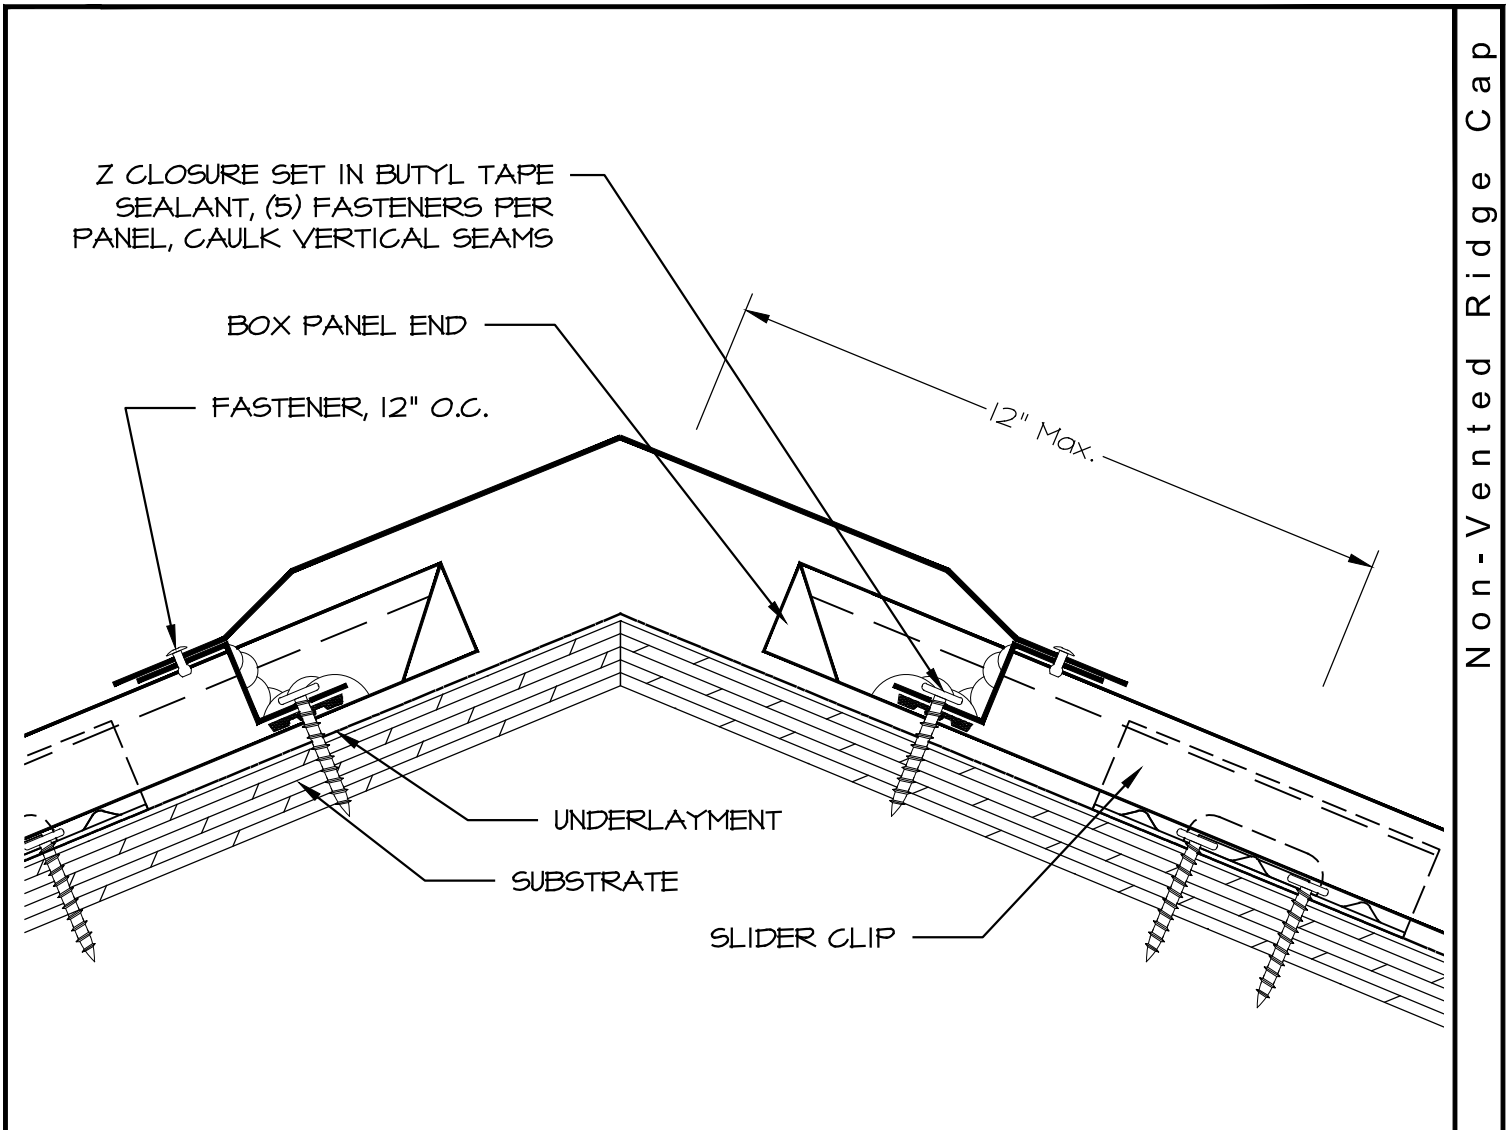 Z CLOSURE SET IN BUTYL TAPE
SEALANT, (5) FASTENERS PER
PANEL, CAULK VERTICAL SEAMS
BOX PANEL END
FASTENER, 12" O.C.
12" Max.
UNDERLAYMENT
SUBSTRATE
SLIDER CLIP
Non-Vented Ridge Cap